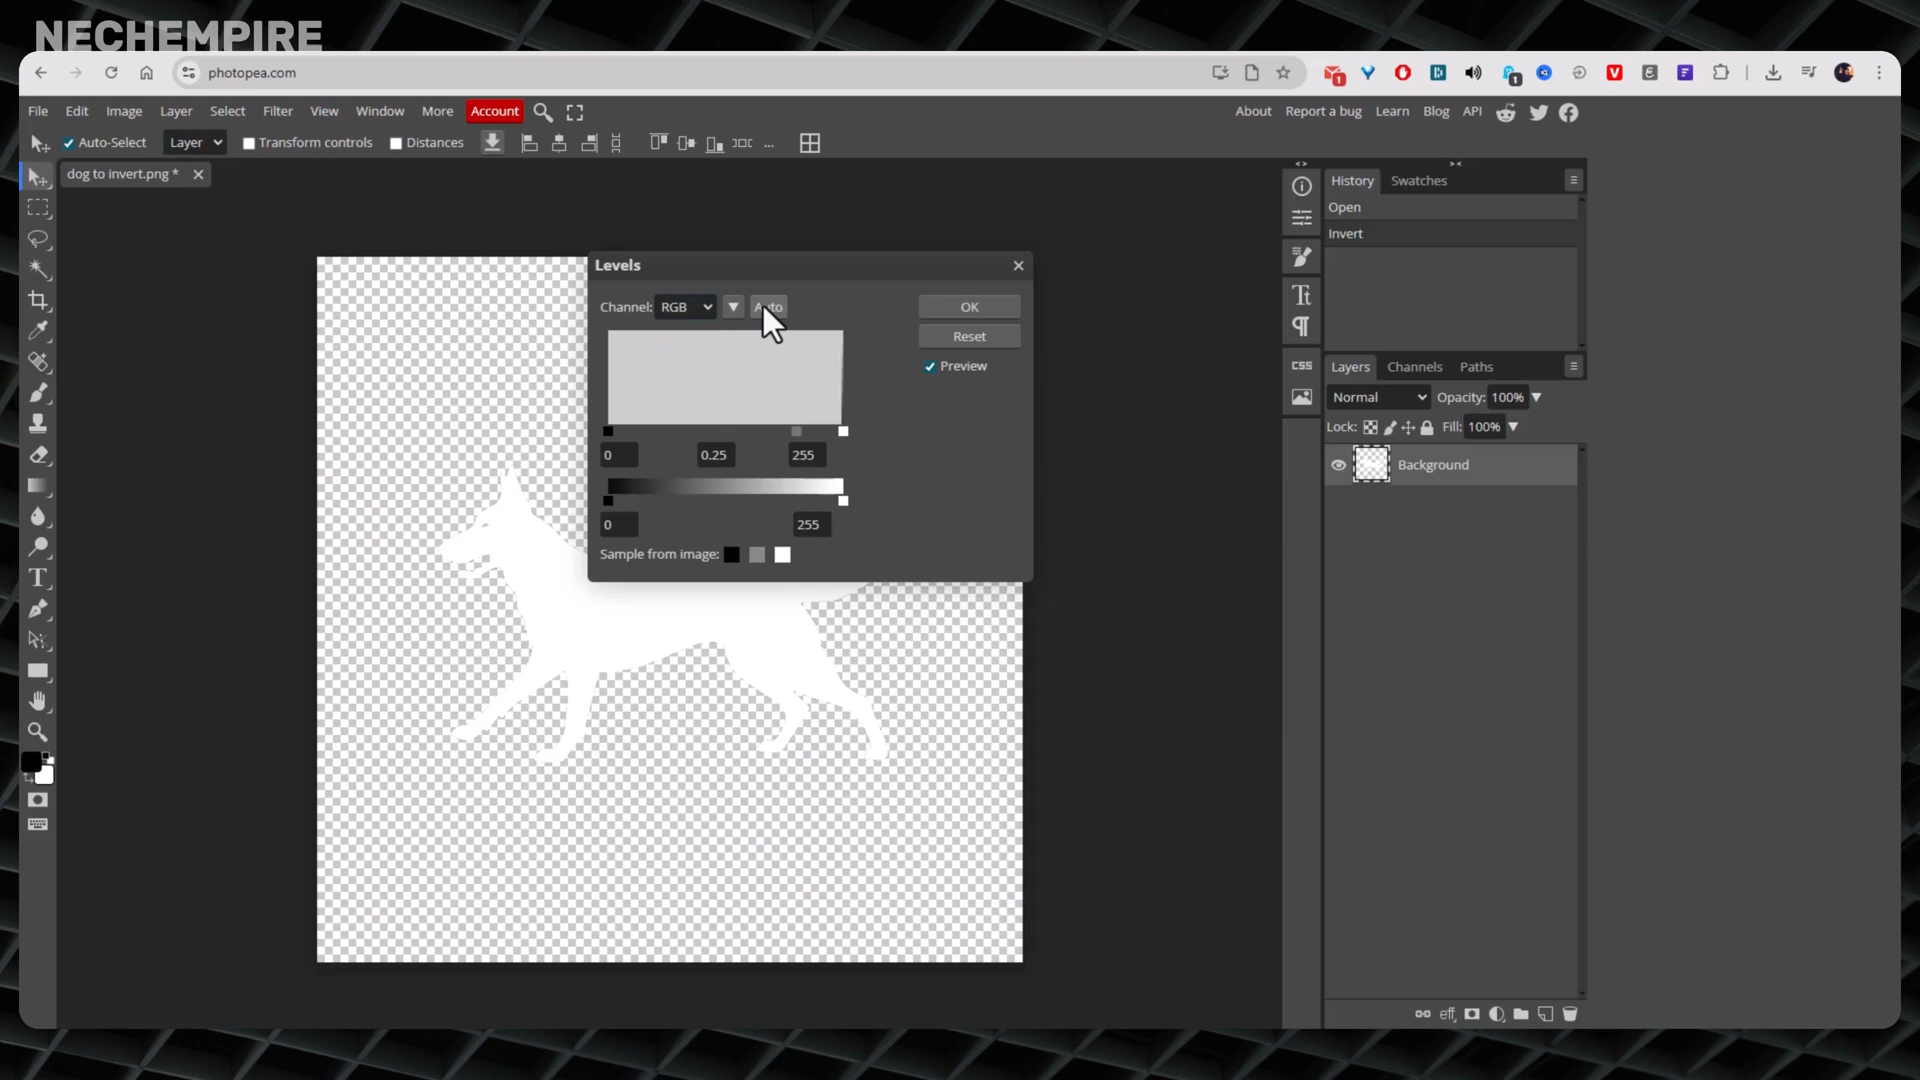 NECHEMPIRE
photopea.com
File Edit Image Layer Select Filter View Window More Account About Report a bug Learn Blog API
Auto-Select Layer Transform controls Distances ...
dog to invert.png *
History Swatches
Open
Invert
Levels
Channel: RGB Auto OK
Reset
Preview
0 0.25 255
0 255
Sample from image:
CSS
Layers Channels Paths
Normal Opacity: 100%
Lock: Fill: 100%
Background
eff